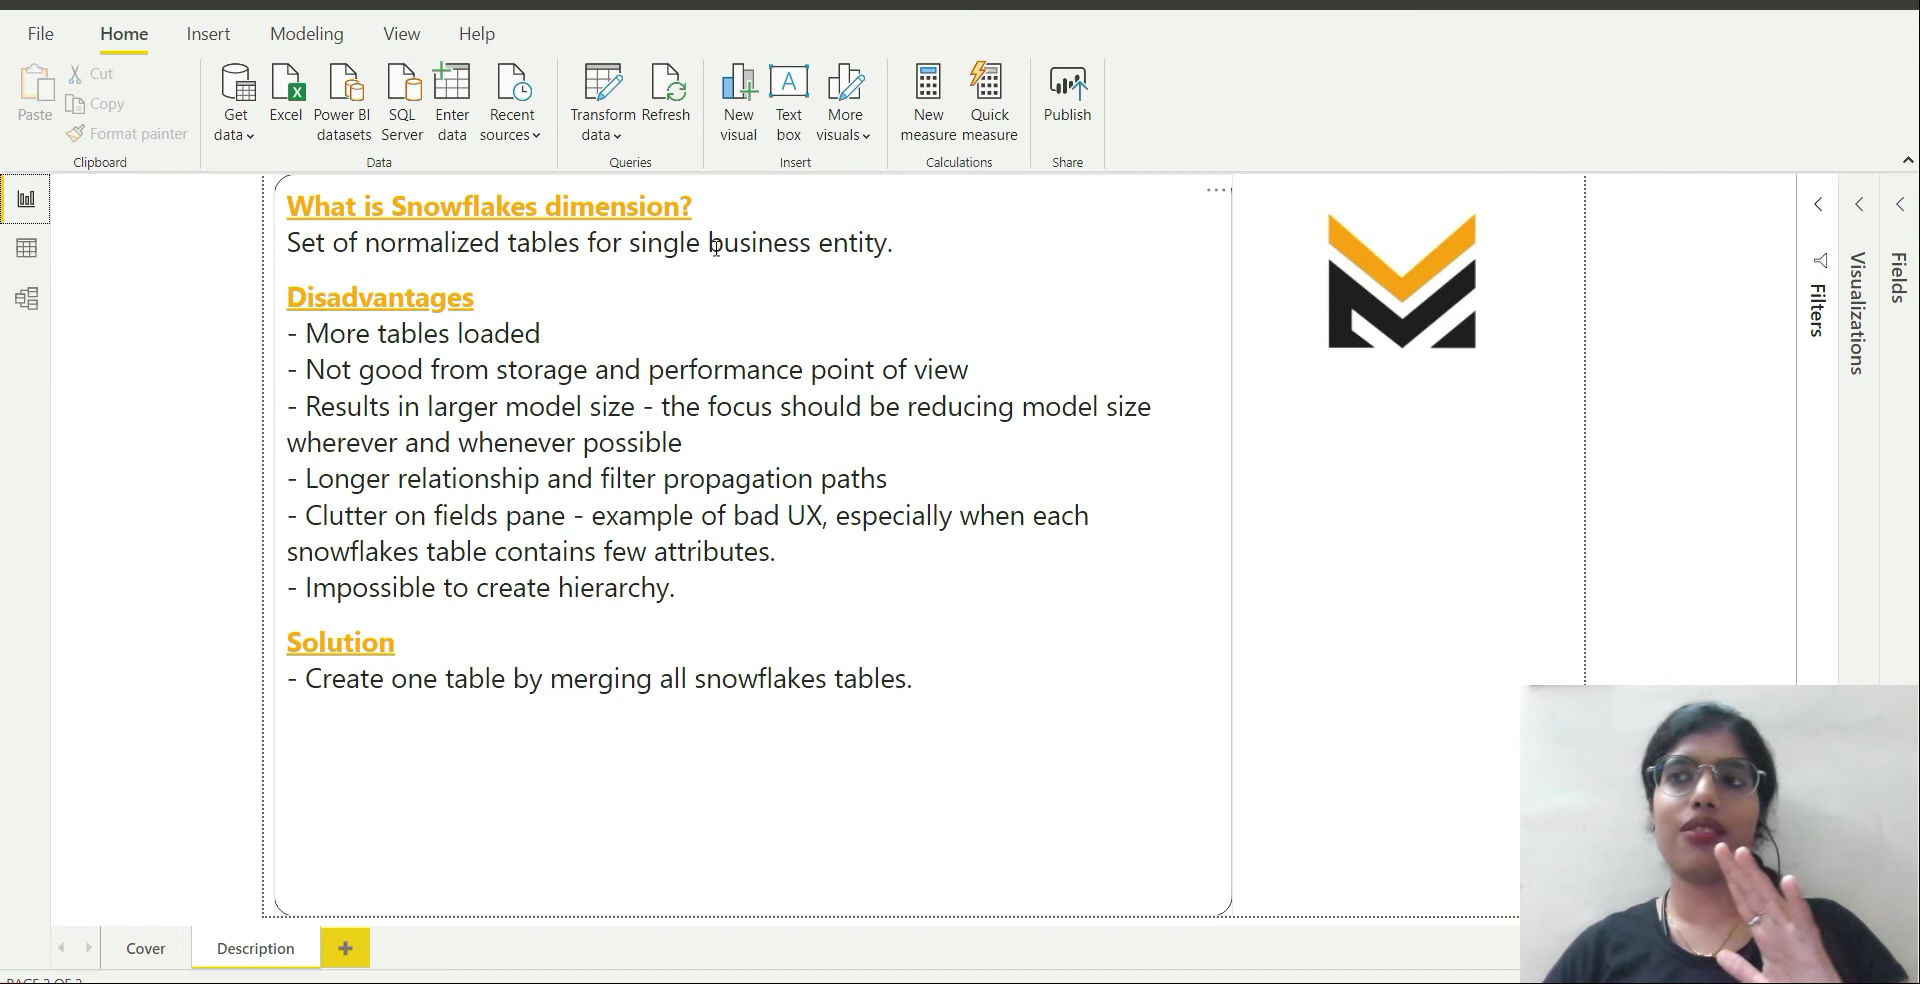 File Home Insert Modeling View Help
Paste
Cut
Copy
Format painter
Clipboard
Get data
Excel
Power BI datasets
SQL Server
Enter data
Recent sources
Data
Transform data
Refresh
Queries
New visual
Text box
More visuals
Insert
New measure
Quick measure
Calculations
Publish
Share
What is Snowflakes dimension?
Set of normalized tables for single business entity.
Disadvantages
- More tables loaded
- Not good from storage and performance point of view
- Results in larger model size - the focus should be reducing model size
wherever and whenever possible
- Longer relationship and filter propagation paths
- Clutter on fields pane - example of bad UX, especially when each
snowflakes table contains few attributes.
- Impossible to create hierarchy.
Solution
- Create one table by merging all snowflakes tables.
Filters
Visualizations
Fields
Cover
Description
PAGE 2 OF 2